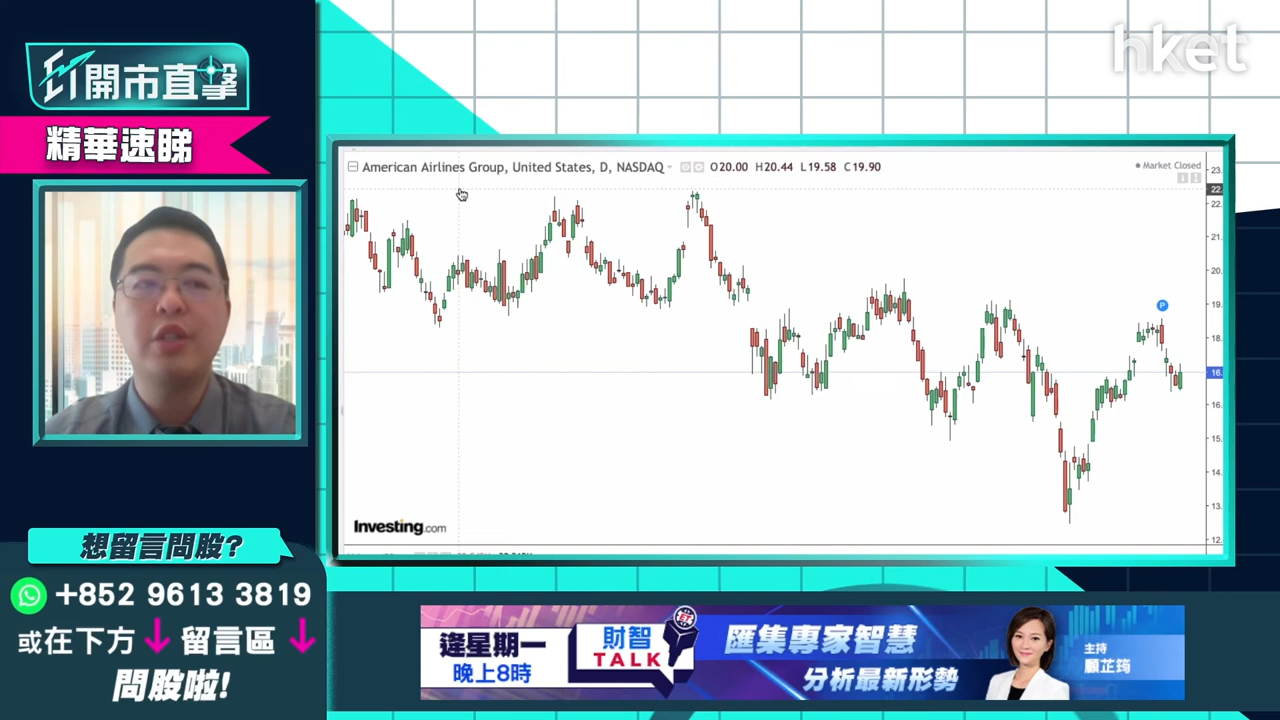 ET開市直擊
hket
精華速睇
American Airlines Group, United States, D, NASDAQ O20.00 H20.44 L19.58 C19.90
Market Closed
23.
22.
22.
21.
20.
19.
18.
16.
16.
15.
14.
13.
12.
P
Investing.com
想留言問股?
+852 9613 3819
或在下方↓留言區↓
問股啦!
逢星期一
晚上8時
財智
TALK
匯集專家智慧
分析最新形勢
主持
顧芷筠